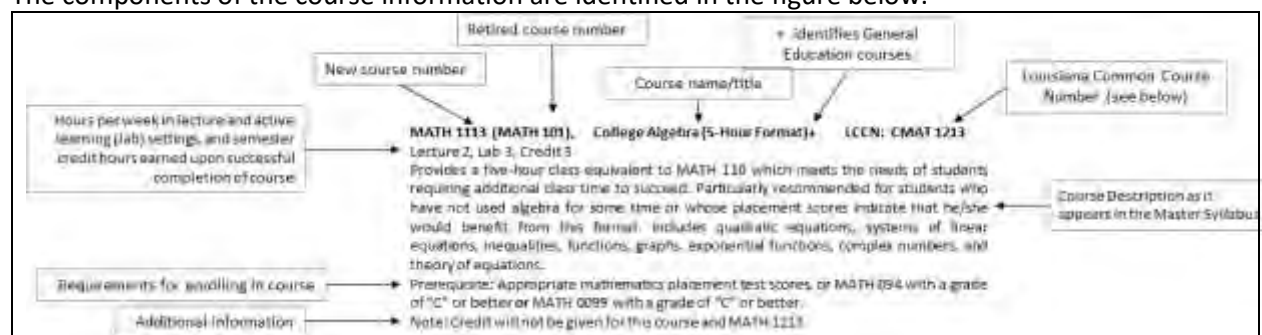 The components of the course information are identified in the figure below.
Retired course number
+ identifies General
Education courses
New course number
Course name/title
Louisiana Common Course
Number (see below)
Hours per week in lecture and active
learning (lab) settings, and semester
credit hours earned upon successful
completion of course
MATH 1113 (MATH 101), College Algebra (5-Hour Format)+ LCCN: CMAT 1213
Lecture 2, Lab 3, Credit 3
Provides a five-hour class equivalent to MATH 110 which meets the needs of students
requiring additional class time to succeed. Particularly recommended for students who
have not used algebra for some time or whose placement scores indicate that he/she
would benefit from this format. Includes quadratic equations, systems of linear
equations, inequalities, functions, graphs, exponential functions, complex numbers, and
theory of equations.
Course Description as it
appears in the Master Syllabus
Requirements for enrolling in course
Prerequisite: Appropriate mathematics placement test scores, or MATH 094 with a grade
of "C" or better or MATH 0099 with a grade of "C" or better.
Additional information
Note: Credit will not be given for this course and MATH 1213.